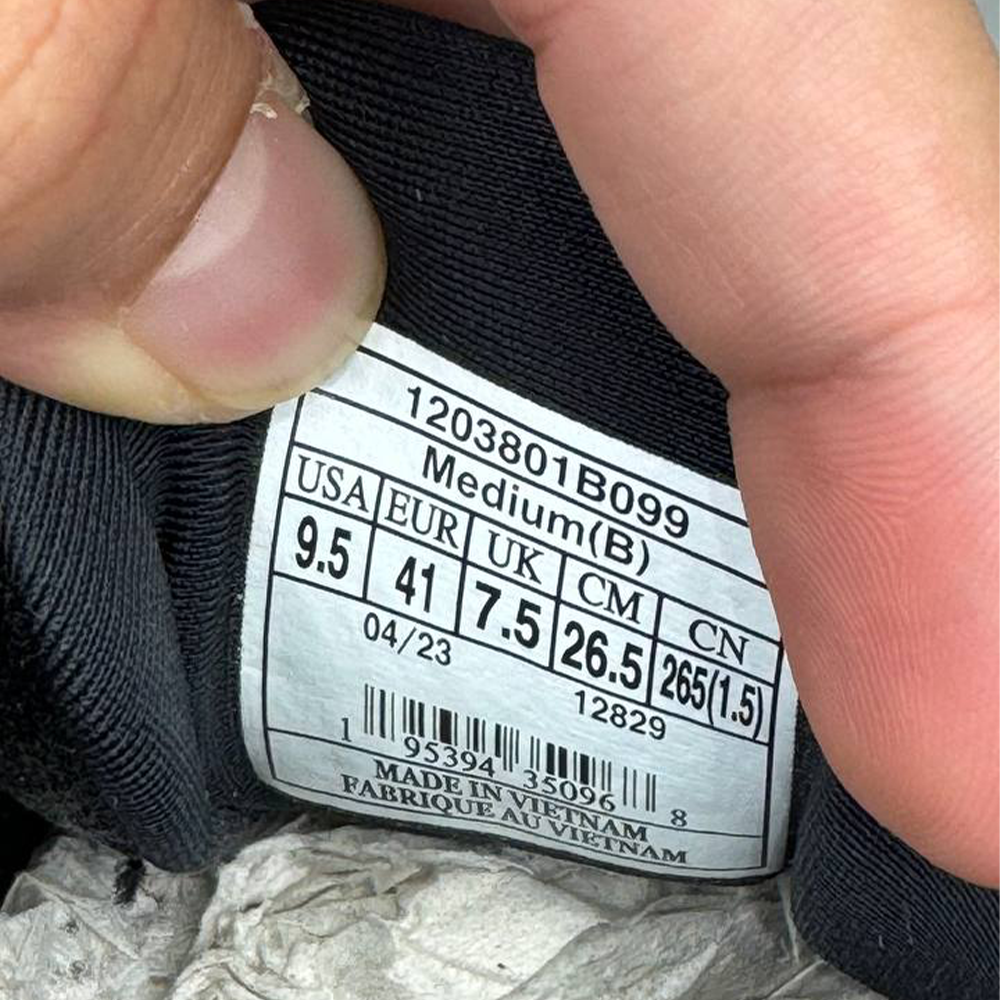 1203801B099
Medium(B)
USA EUR UK CM CN
9.5 41 7.5 26.5 265(1.5)
04/23
12829
1 95394 35096 8
MADE IN VIETNAM
FABRIQUE AU VIETNAM